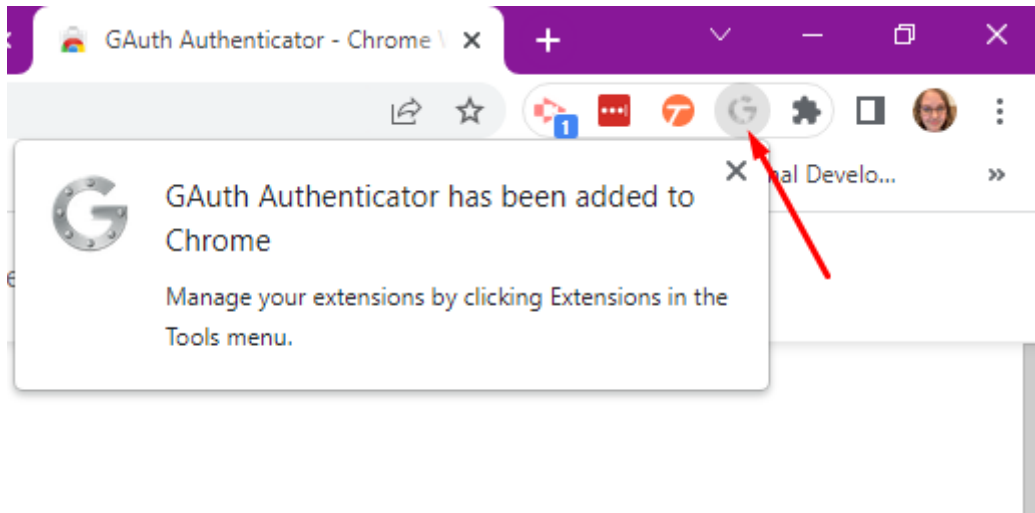 GAuth Authenticator - Chrome
1
nal Develo...
»
GAuth Authenticator has been added to
Chrome
Manage your extensions by clicking Extensions in the
Tools menu.